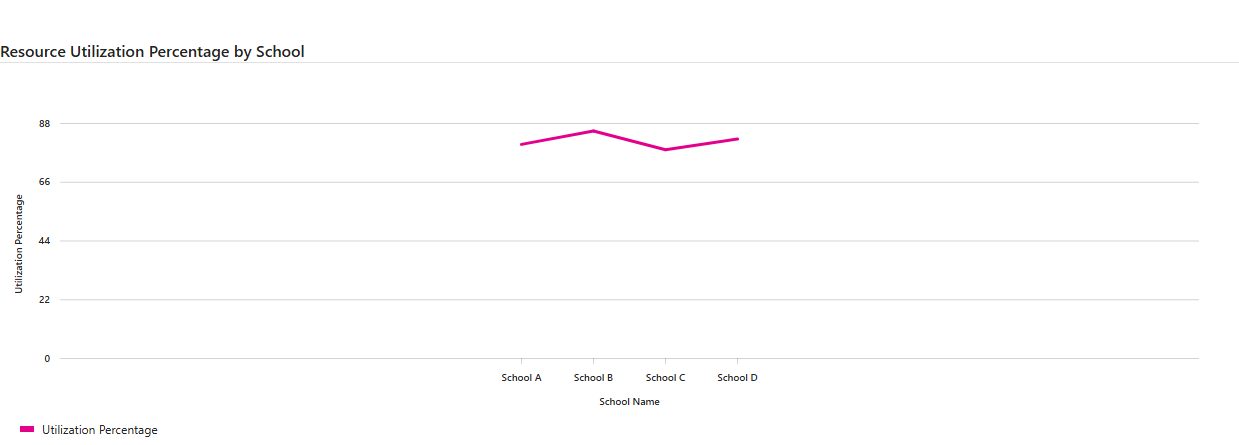 Resource Utilization Percentage by School
88
66
44
22
0
Utilization Percentage
School A School B School C School D
School Name
Utilization Percentage